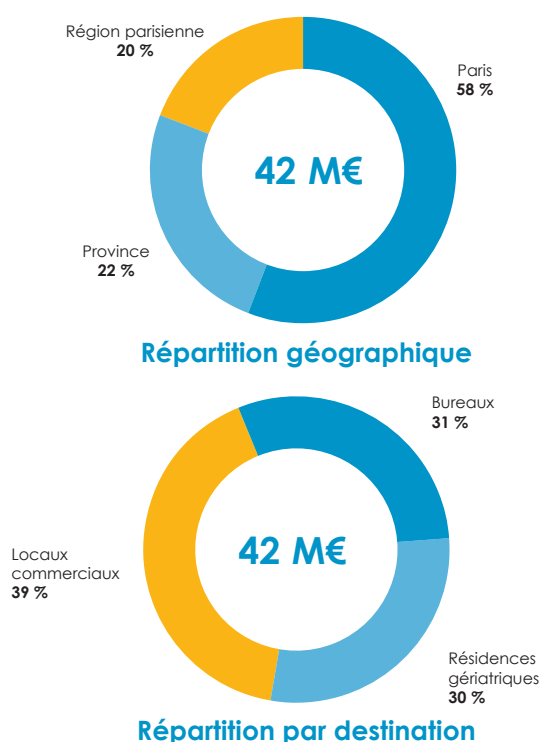 Région parisienne
20 %
Paris
58 %
42 M€
Province
22 %
Répartition géographique
Bureaux
31 %
42 M€
Locaux
commerciaux
39 %
Résidences
gériatriques
30 %
Répartition par destination